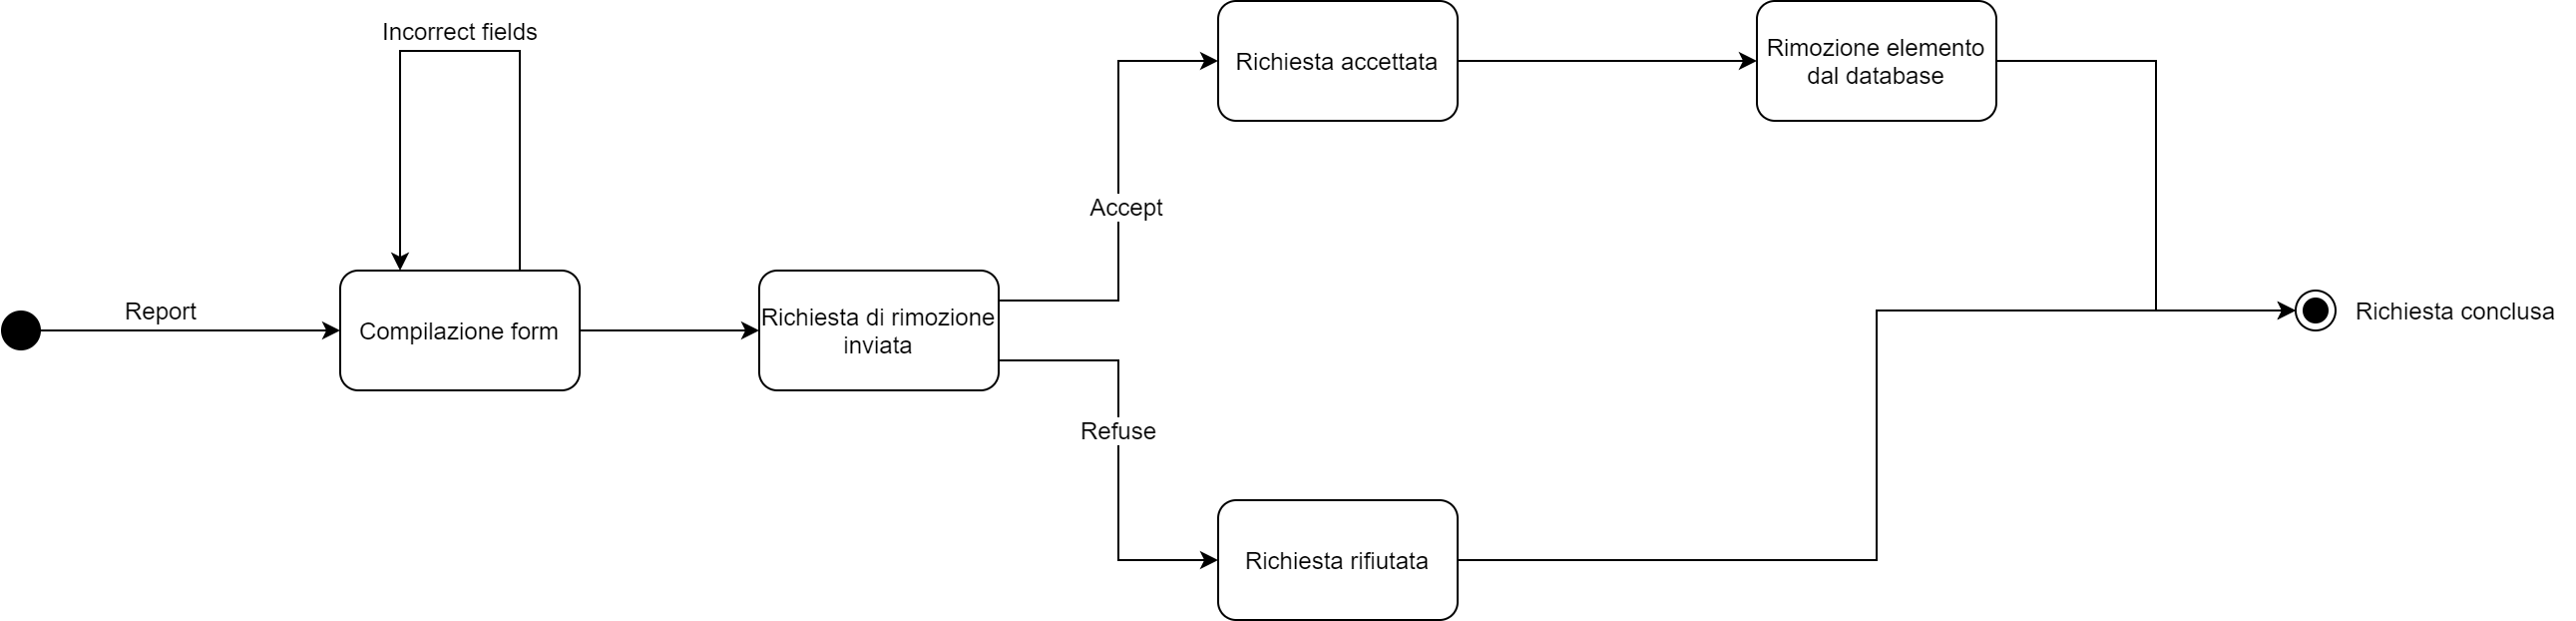 Incorrect fields
Report
Compilazione form
Richiesta di rimozione
inviata
Accept
Refuse
Richiesta accettata
Rimozione elemento
dal database
Richiesta rifiutata
Richiesta conclusa